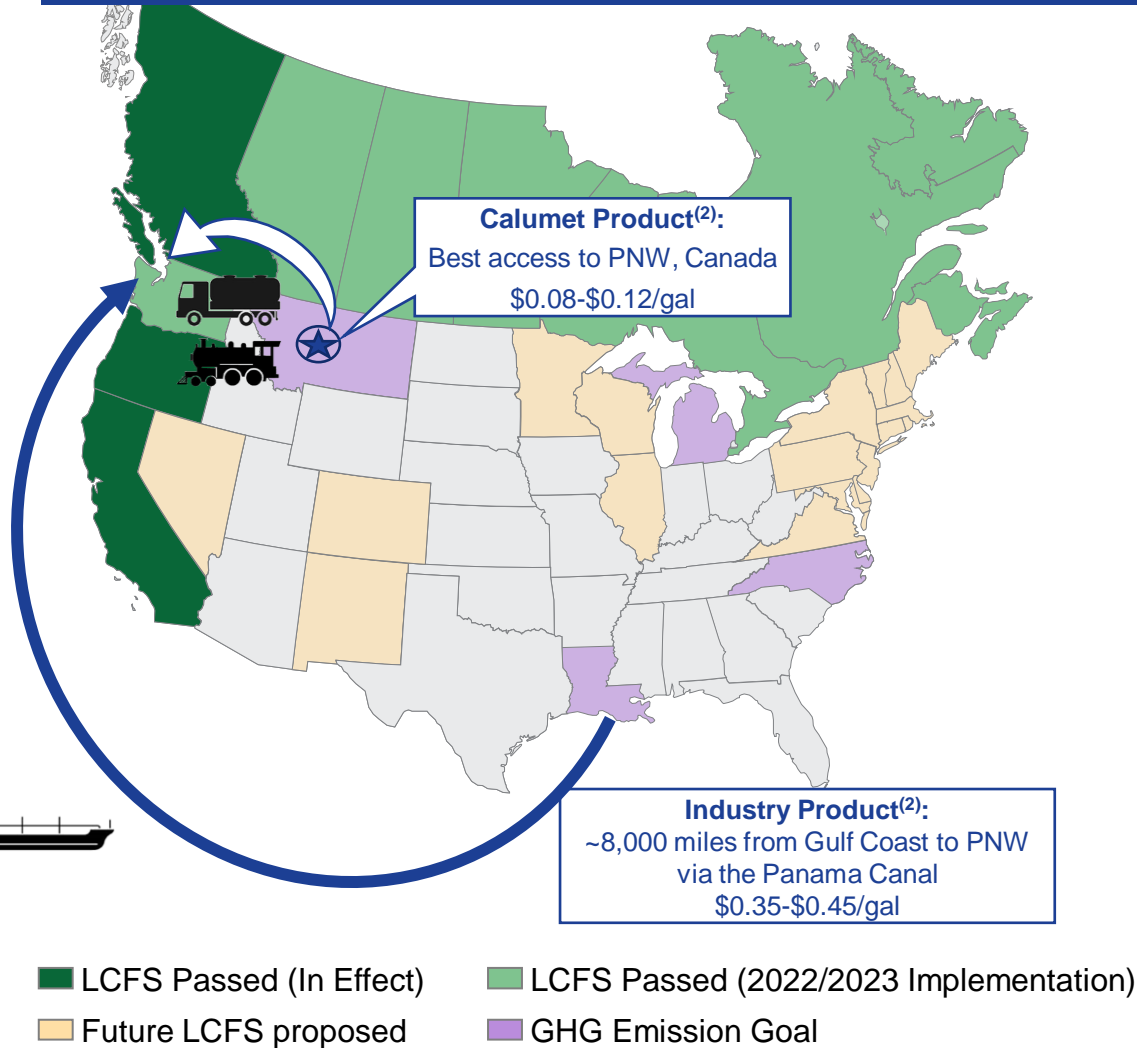 Calumet Product(2):
Best access to PNW, Canada
$0.08-$0.12/gal
Industry Product(2):
~8,000 miles from Gulf Coast to PNW
via the Panama Canal
$0.35-$0.45/gal
LCFS Passed (In Effect)
LCFS Passed (2022/2023 Implementation)
Future LCFS proposed
GHG Emission Goal